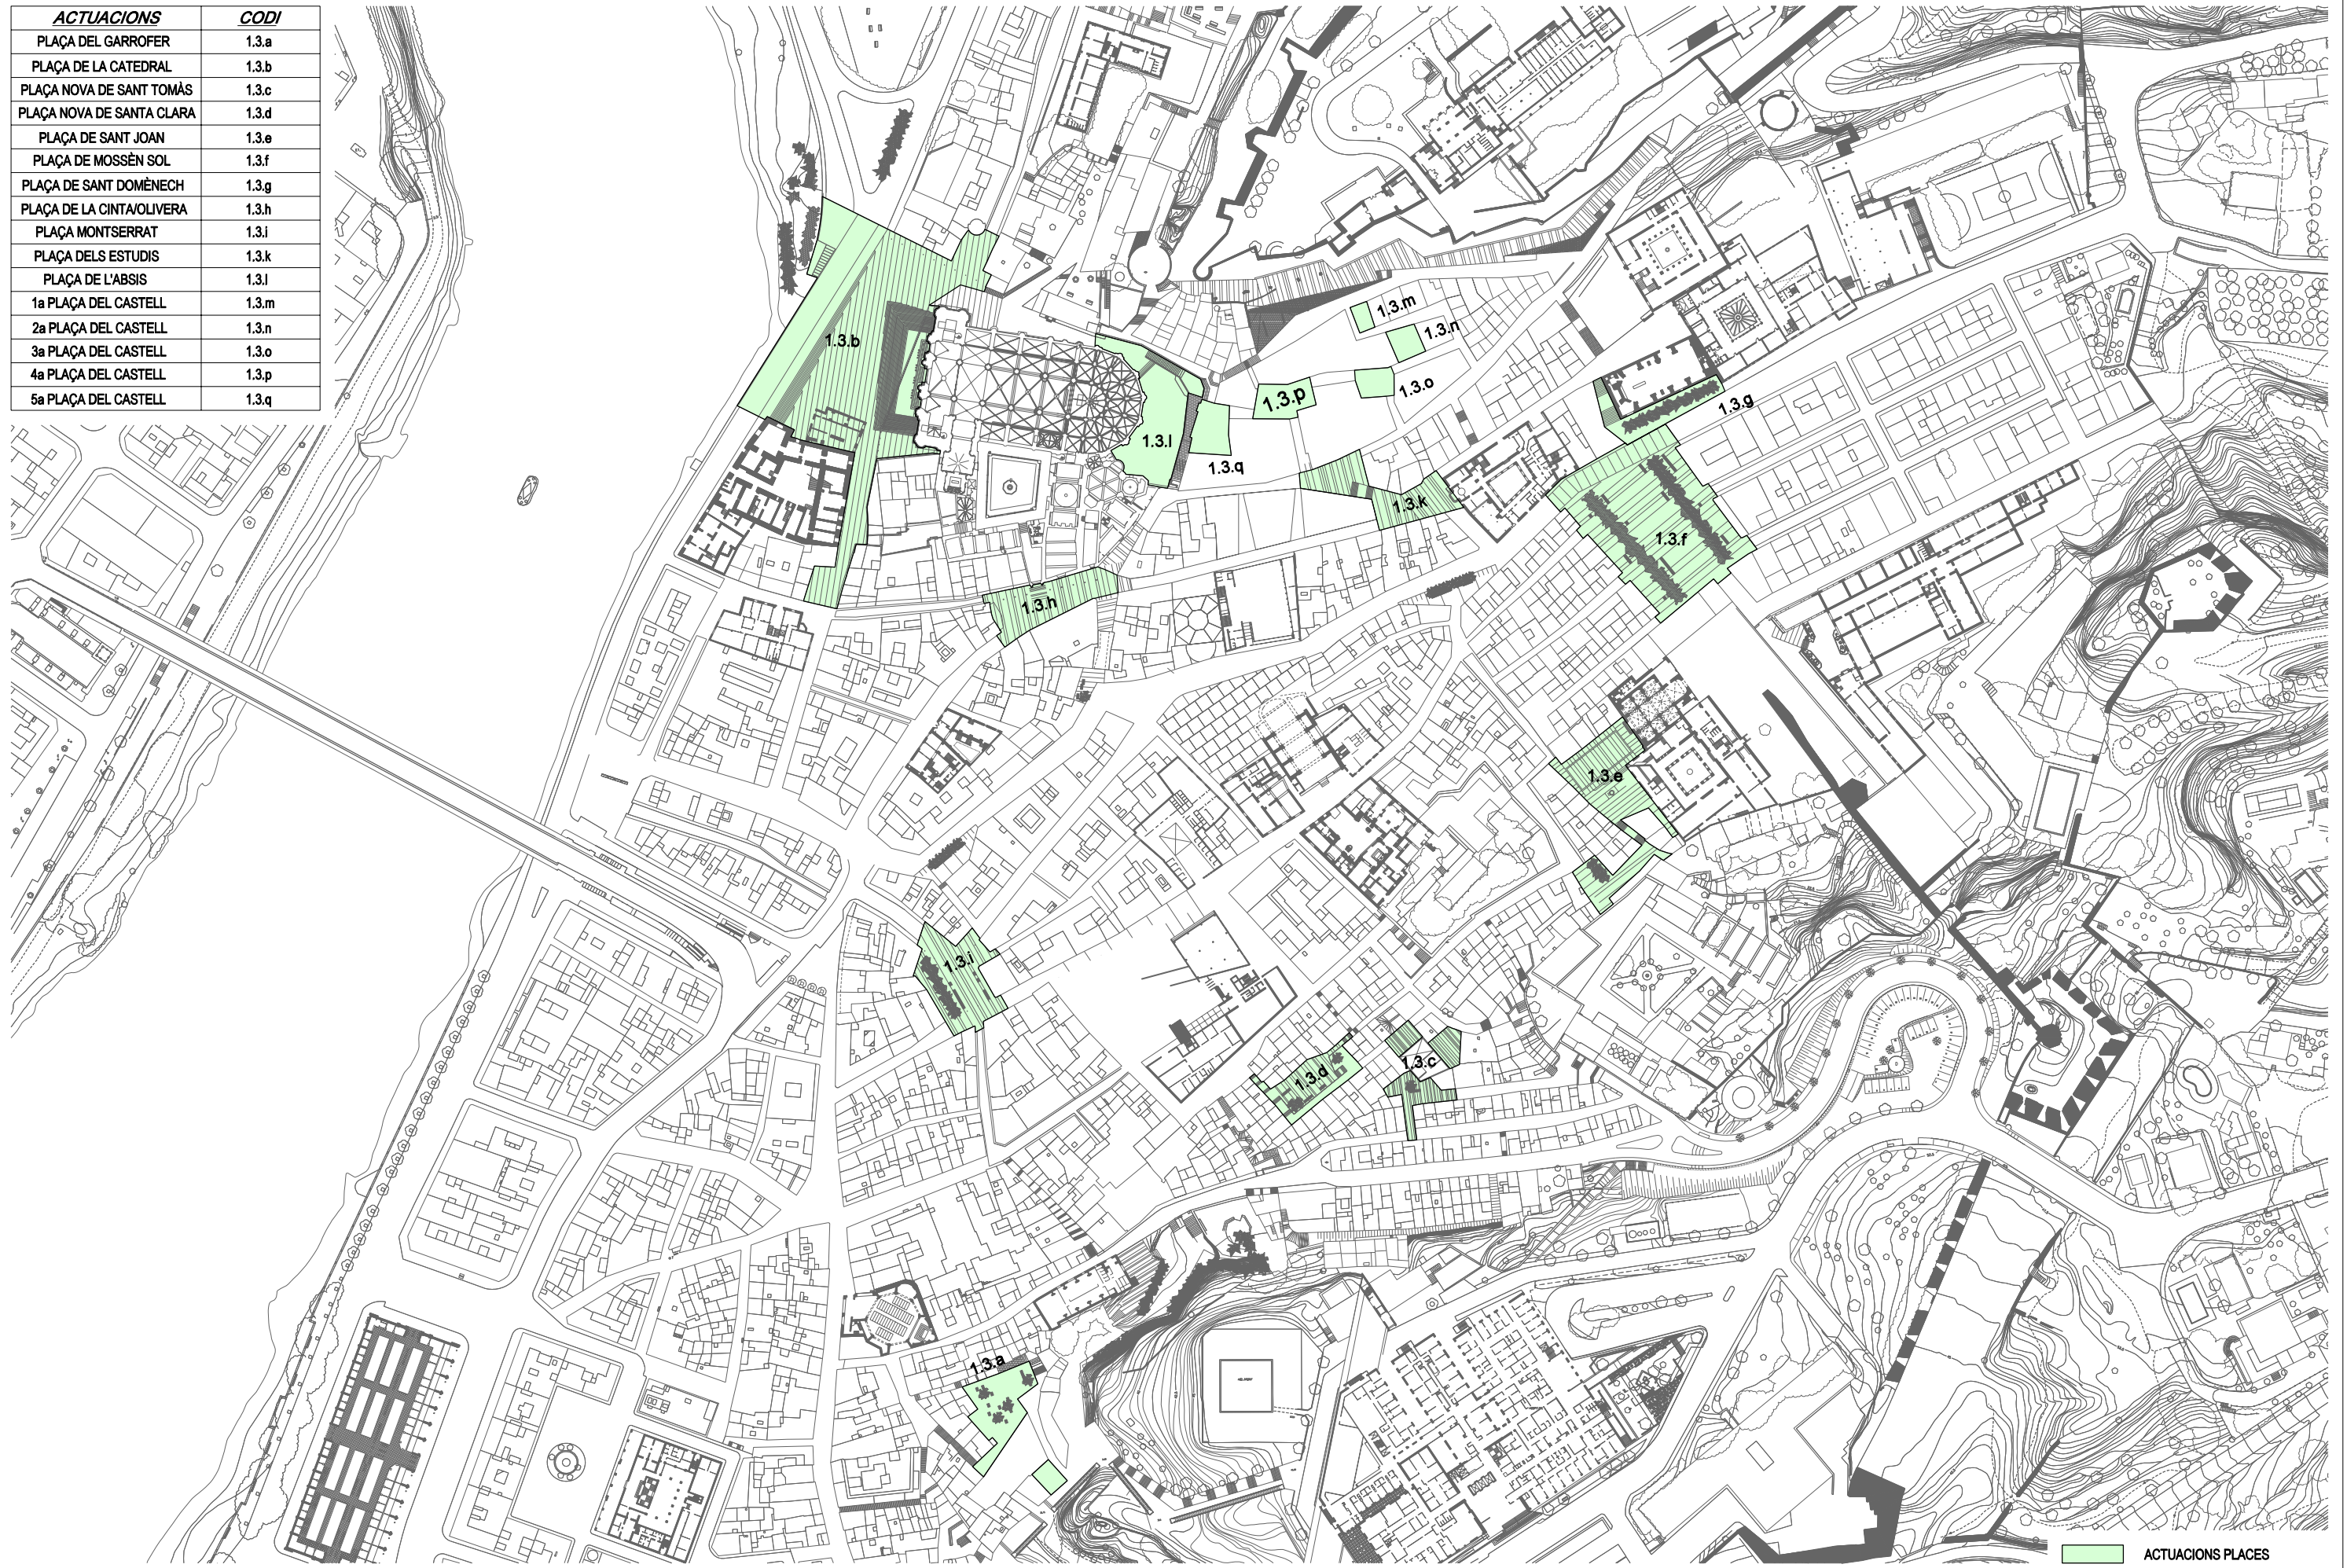 ACTUACIONS CODI
PLAÇA DEL GARROFER 1.3.a
PLAÇA DE LA CATEDRAL 1.3.b
PLAÇA NOVA DE SANT TOMÀS 1.3.c
PLAÇA NOVA DE SANTA CLARA 1.3.d
PLAÇA DE SANT JOAN 1.3.e
PLAÇA DE MOSSÈN SOL 1.3.f
PLAÇA DE SANT DOMÈNECH 1.3.g
PLAÇA DE LA CINTA/OLIVERA 1.3.h
PLAÇA MONTSERRAT 1.3.i
PLAÇA DELS ESTUDIS 1.3.k
PLAÇA DE L'ABSIS 1.3.l
1a PLAÇA DEL CASTELL 1.3.m
2a PLAÇA DEL CASTELL 1.3.n
3a PLAÇA DEL CASTELL 1.3.o
4a PLAÇA DEL CASTELL 1.3.p
5a PLAÇA DEL CASTELL 1.3.q
1.3.m
1.3.n
1.3.b
1.3.o
1.3.p
1.3.g
1.3.l
1.3.q
1.3.k
1.3.f
1.3.h
1.3.e
1.3.i
1.3.c
1.3.d
1.3.a
ACTUACIONS PLACES